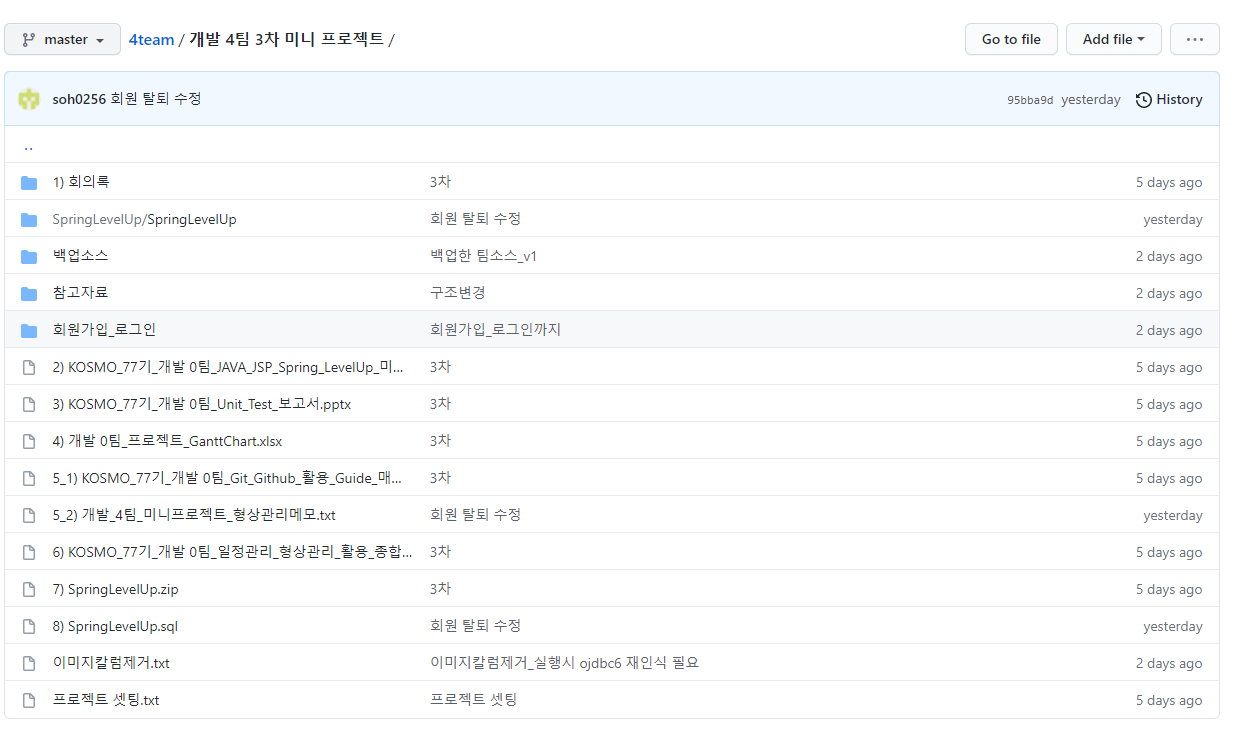 master 4team / 개발 4팀 3차 미니 프로젝트 / Go to file Add file ...
soh0256 회원 탈퇴 수정 95bba9d yesterday History
..
1) 회의록 3차 5 days ago
SpringLevelUp/SpringLevelUp 회원 탈퇴 수정 yesterday
백업소스 백업한 팀소스_v1 2 days ago
참고자료 구조변경 2 days ago
회원가입_로그인 회원가입_로그인까지 2 days ago
2) KOSMO_77기_개발 0팀_JAVA_JSP_Spring_LevelUp_미... 3차 5 days ago
3) KOSMO_77기_개발 0팀_Unit_Test_보고서.pptx 3차 5 days ago
4) 개발 0팀_프로젝트_GanttChart.xlsx 3차 5 days ago
5_1) KOSMO_77기_개발 0팀_Git_Github_활용_Guide_매... 3차 5 days ago
5_2) 개발_4팀_미니프로젝트_형상관리메모.txt 회원 탈퇴 수정 yesterday
6) KOSMO_77기_개발 0팀_일정관리_형상관리_활용_종합... 3차 5 days ago
7) SpringLevelUp.zip 3차 5 days ago
8) SpringLevelUp.sql 회원 탈퇴 수정 yesterday
이미지칼럼제거.txt 이미지칼럼제거_실행시 ojdbc6 재인식 필요 2 days ago
프로젝트 셋팅.txt 프로젝트 셋팅 5 days ago